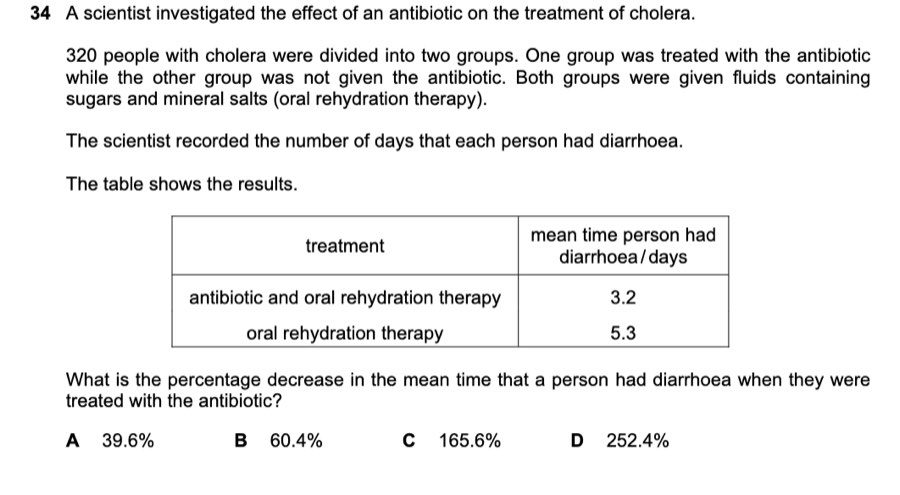 34 A scientist investigated the effect of an antibiotic on the treatment of cholera.
320 people with cholera were divided into two groups. One group was treated with the antibiotic
while the other group was not given the antibiotic. Both groups were given fluids containing
sugars and mineral salts (oral rehydration therapy).
The scientist recorded the number of days that each person had diarrhoea.
The table shows the results.
treatment
mean time person had
diarrhoea / days
antibiotic and oral rehydration therapy 3.2
oral rehydration therapy 5.3
What is the percentage decrease in the mean time that a person had diarrhoea when they were
treated with the antibiotic?
A 39.6% B 60.4% C 165.6% D 252.4%